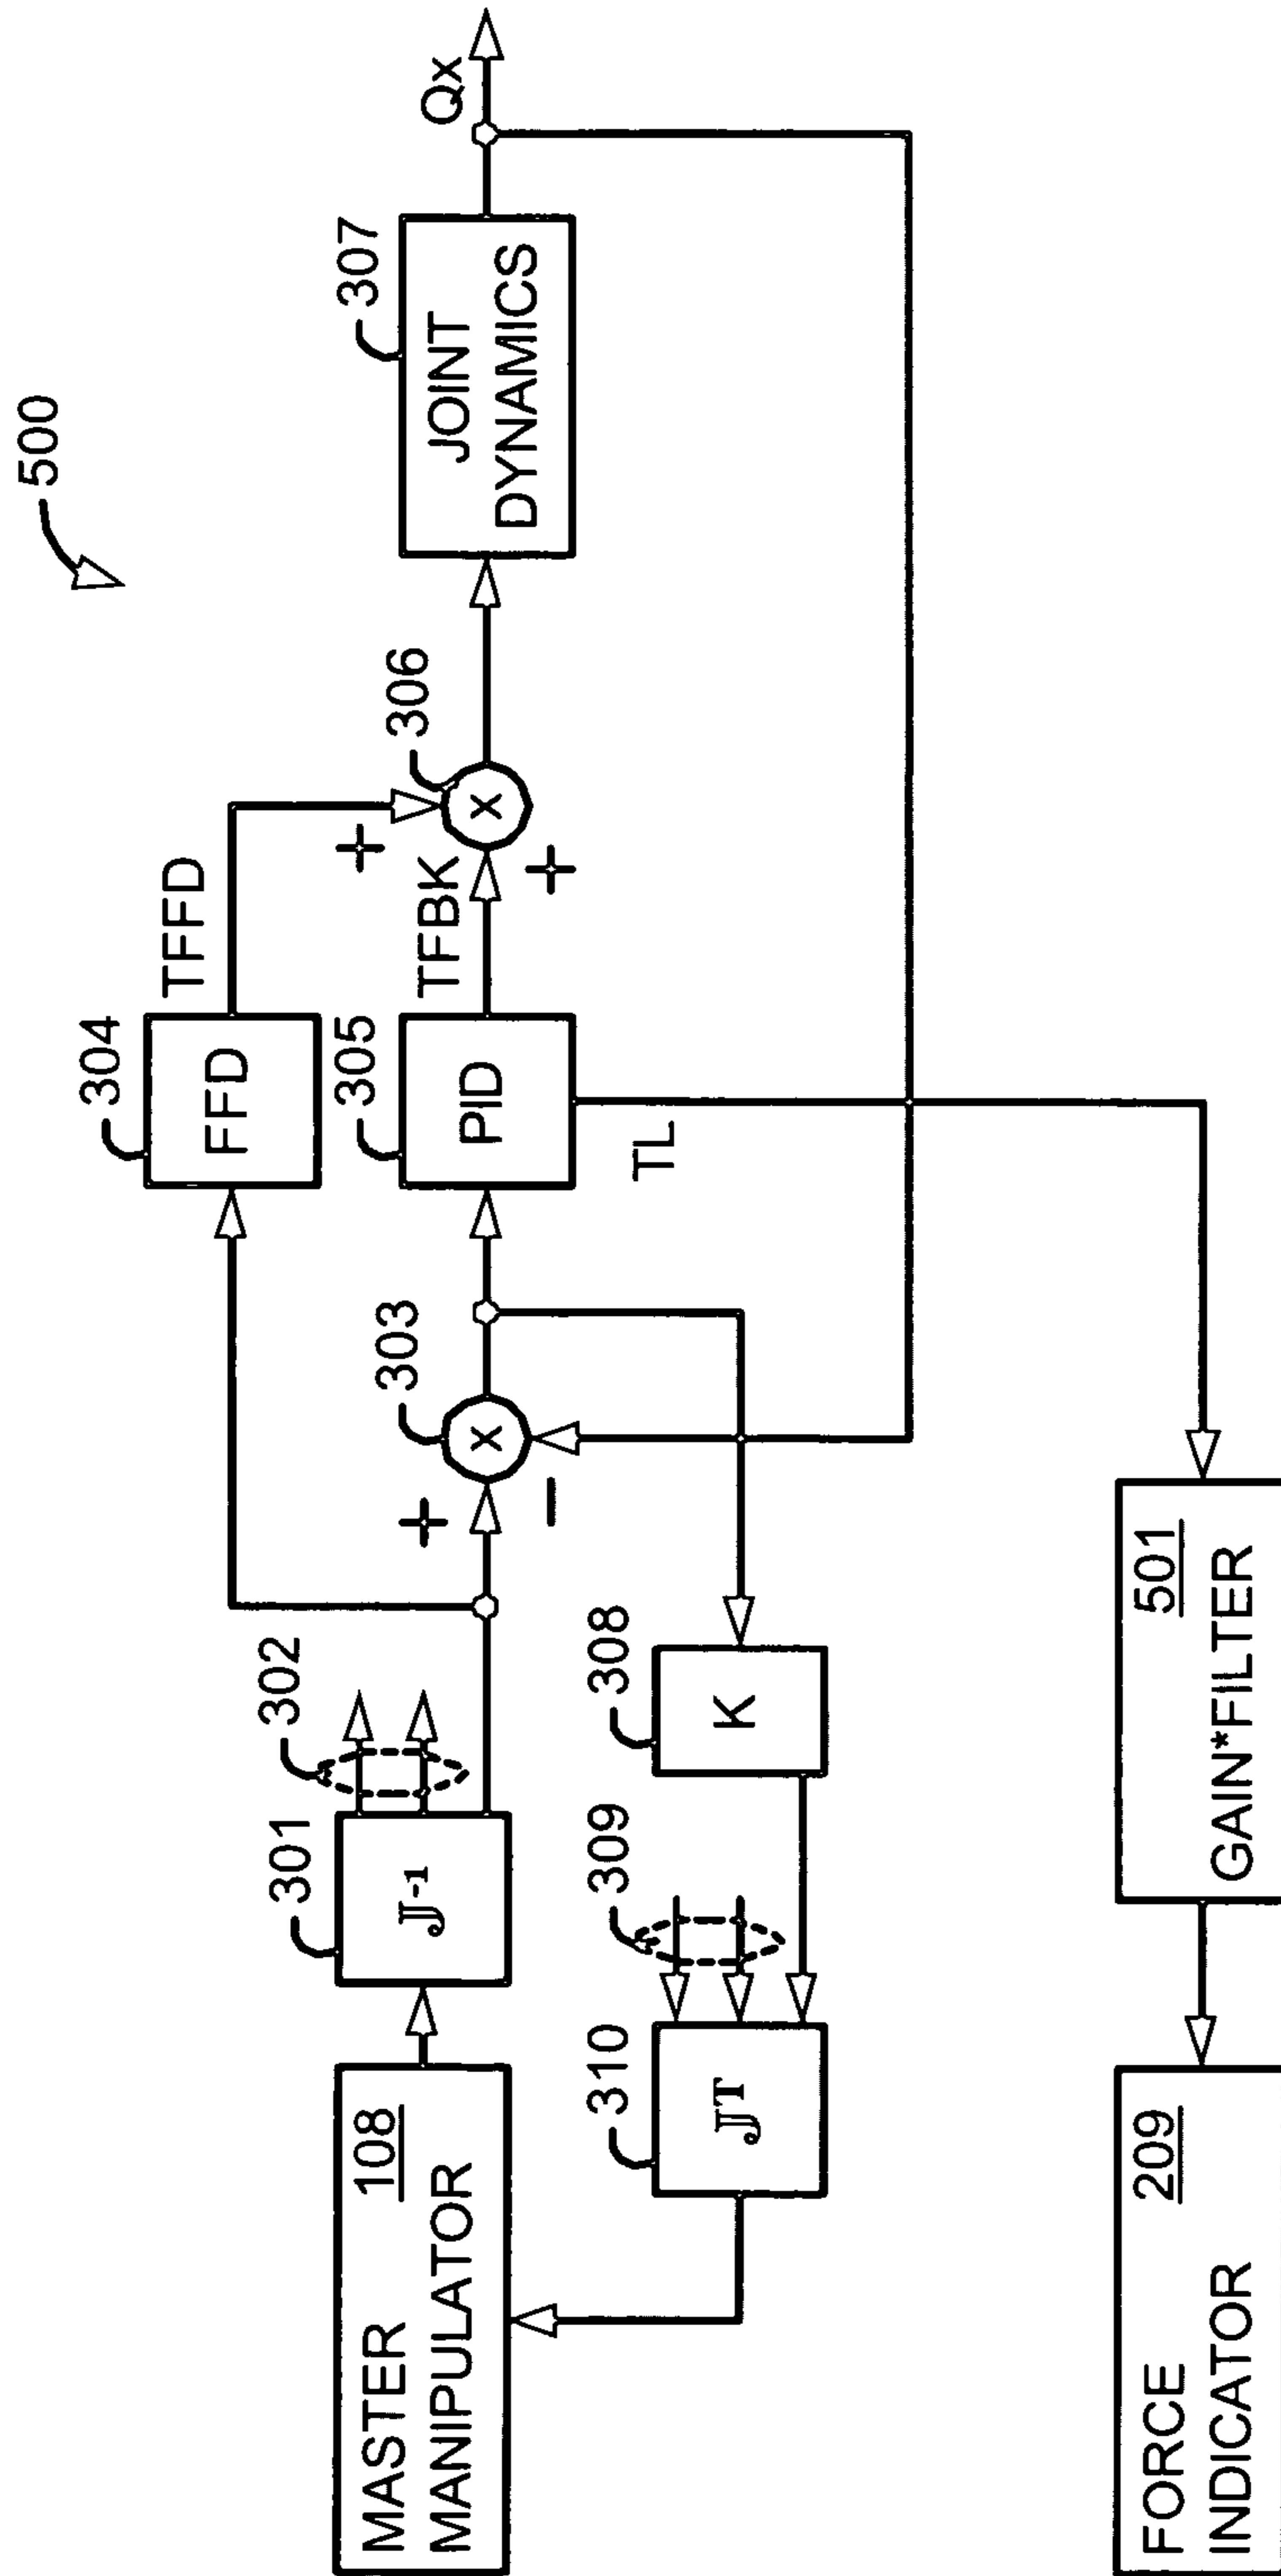 500
MASTER 108
MANIPULATOR
301
J⁻¹
302
303
X
+
−
304
FFD
TFFD
305
PID
TFBK
TL
306
X
+
+
307
JOINT
DYNAMICS
Qx
308
K
309
310
Jᵀ
501
GAIN*FILTER
FORCE 209
INDICATOR